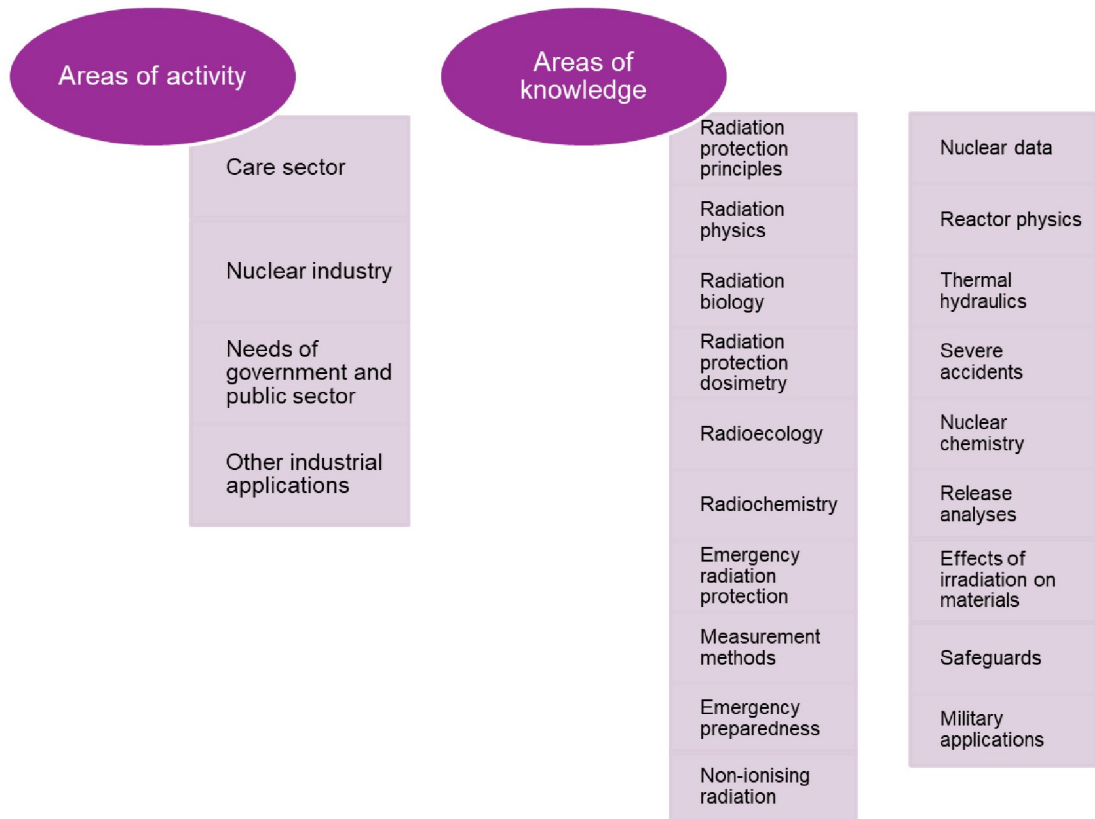 Areas of activity
Care sector
Nuclear industry
Needs of
government and
public sector
Other industrial
applications
Areas of
knowledge
Radiation
protection
principles
Radiation
physics
Radiation
biology
Radiation
protection
dosimetry
Radioecology
Radiochemistry
Emergency
radiation
protection
Measurement
methods
Emergency
preparedness
Non-ionising
radiation
Nuclear data
Reactor physics
Thermal
hydraulics
Severe
accidents
Nuclear
chemistry
Release
analyses
Effects of
irradiation on
materials
Safeguards
Military
applications